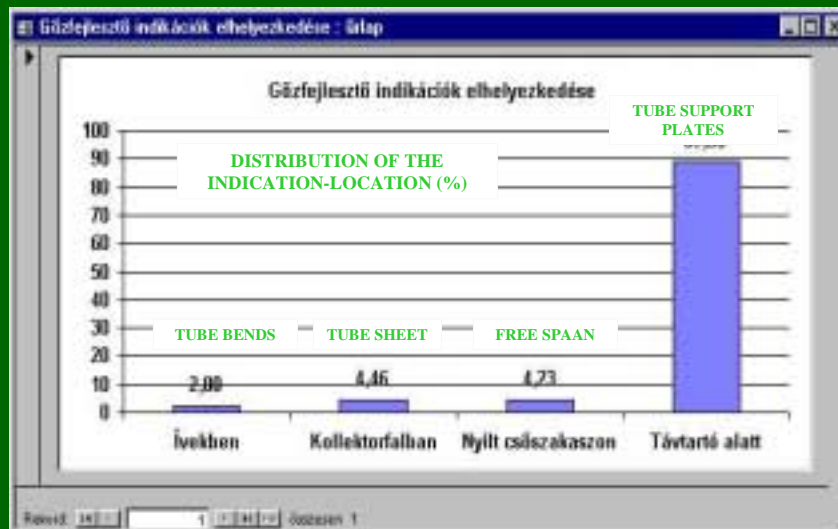 Gőzfejlesztő indikációk elhelyezkedése : űrlap
Gőzfejlesztő indikációk elhelyezkedése
TUBE SUPPORT
PLATES
DISTRIBUTION OF THE
INDICATION-LOCATION (%)
100
90
80
70
60
50
40
30
20
10
0
TUBE BENDS
TUBE SHEET
FREE SPAAN
2,00
4,46
4,23
Ívekben
Kollektorfalban
Nyílt csőszakaszon
Távtartó alatt
Rekord:
1
összesen 1